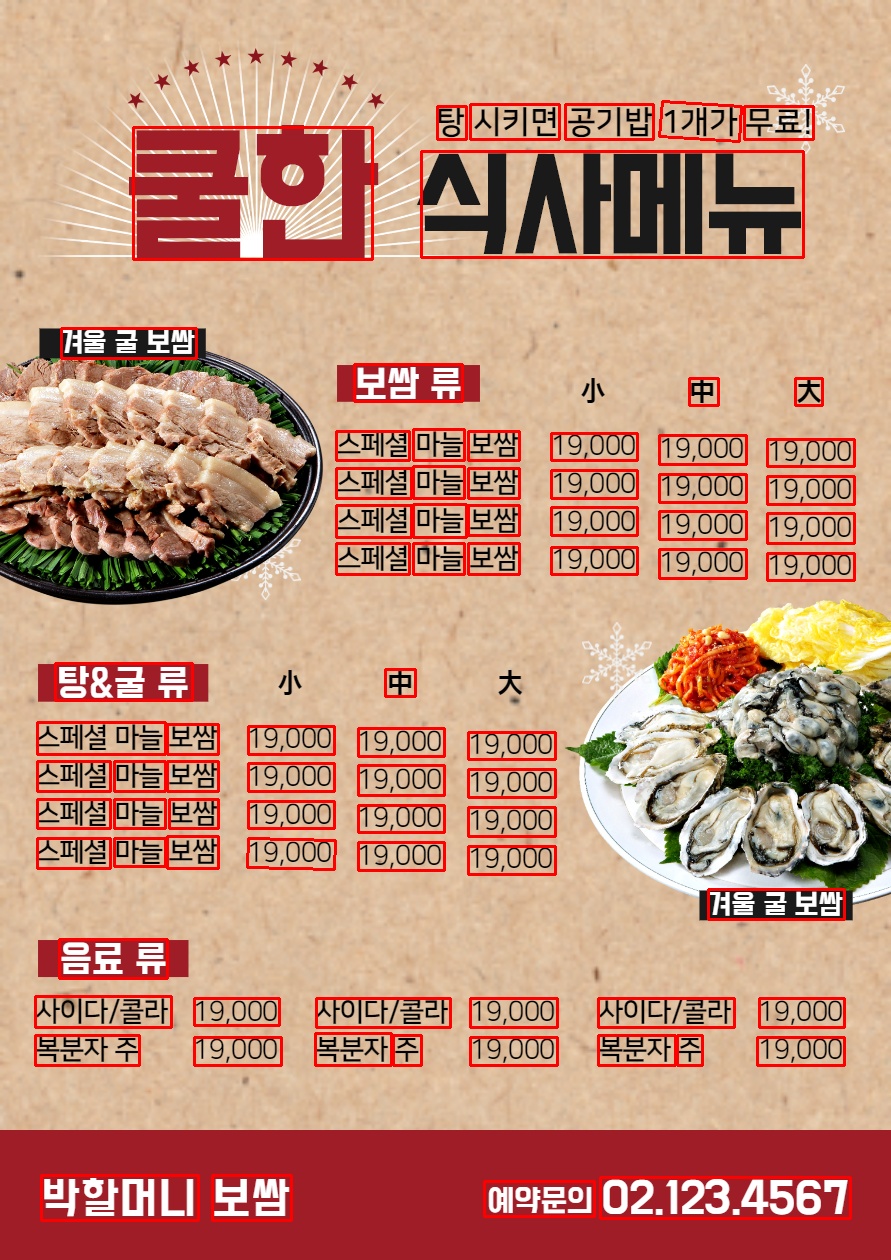 탕 시키면 공기밥 1개가 무료!
쿨한 식사메뉴
겨울 굴 보쌈
보쌈 류 小 中 大
스페셜 마늘 보쌈 19,000 19,000 19,000
스페셜 마늘 보쌈 19,000 19,000 19,000
스페셜 마늘 보쌈 19,000 19,000 19,000
스페셜 마늘 보쌈 19,000 19,000 19,000
탕&굴 류 小 中 大
스페셜 마늘 보쌈 19,000 19,000 19,000
스페셜 마늘 보쌈 19,000 19,000 19,000
스페셜 마늘 보쌈 19,000 19,000 19,000
스페셜 마늘 보쌈 19,000 19,000 19,000
겨울 굴 보쌈
음료 류
사이다/콜라 19,000 사이다/콜라 19,000 사이다/콜라 19,000
복분자 주 19,000 복분자 주 19,000 복분자 주 19,000
박할머니 보쌈 예약문의 02.123.4567